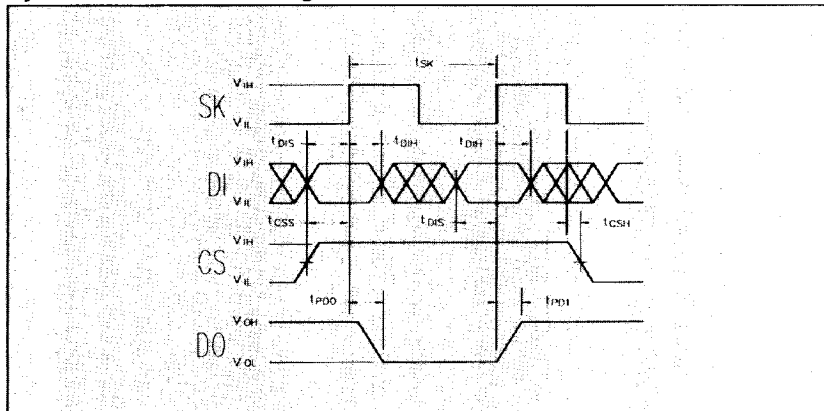 tSK
VIH
SK
VIL
tDIS
tDIH
tDIH
VIH
DI
VIL
tCSS
tDIS
tCSH
VIH
CS
VIL
tPD0
tPD1
VOH
DO
VOL